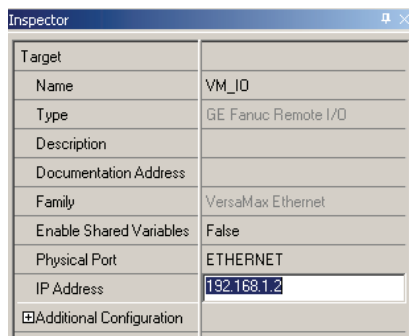 Inspector
Target
Name VM_IO
Type GE Fanuc Remote I/O
Description
Documentation Address
Family VersaMax Ethernet
Enable Shared Variables False
Physical Port ETHERNET
IP Address 192.168.1.2
Additional Configuration